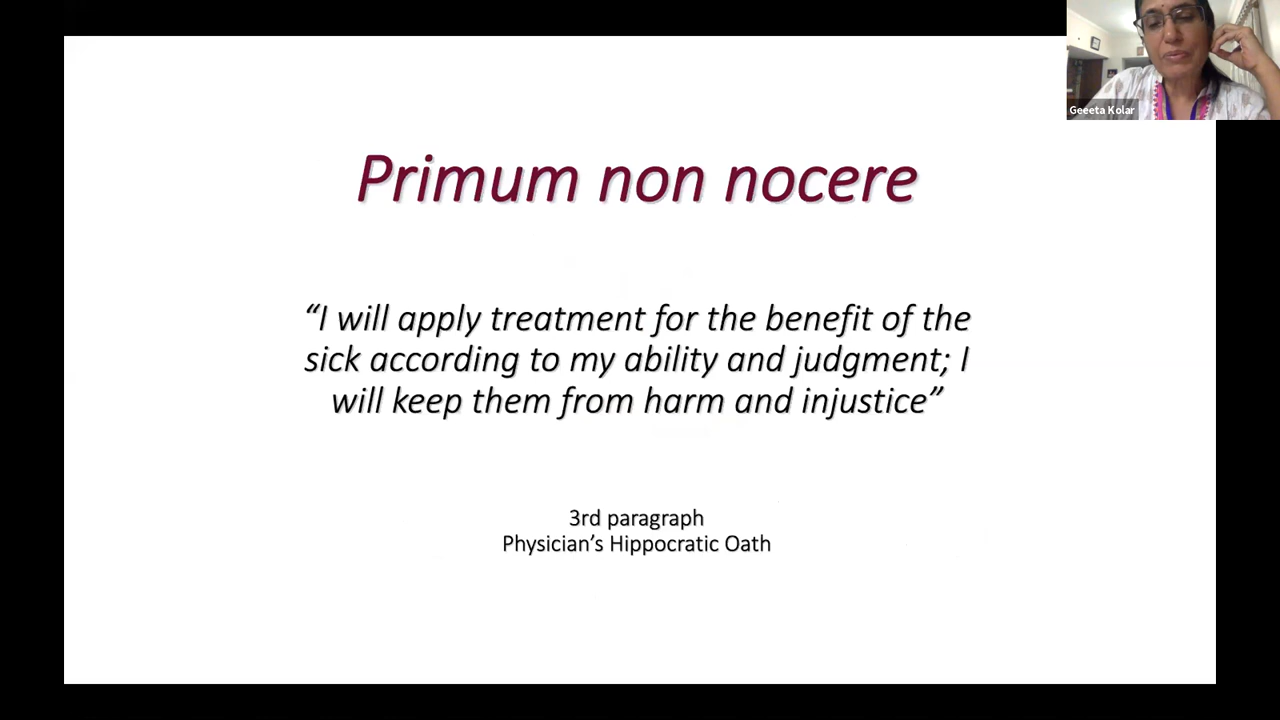 Geeeta Kolar
Primum non nocere
“I will apply treatment for the benefit of the
sick according to my ability and judgment; I
will keep them from harm and injustice”
3rd paragraph
Physician’s Hippocratic Oath